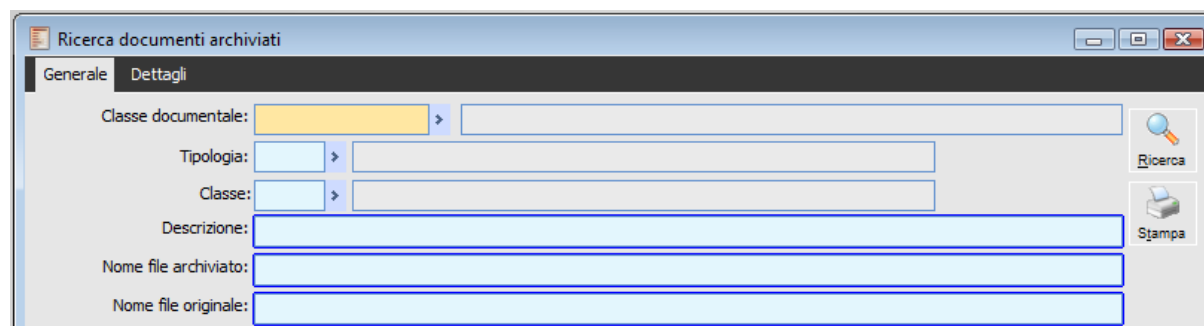 Ricerca documenti archiviati
Generale Dettagli
Classe documentale:
Tipologia:
Ricerca
Classe:
Descrizione:
Stampa
Nome file archiviato:
Nome file originale: